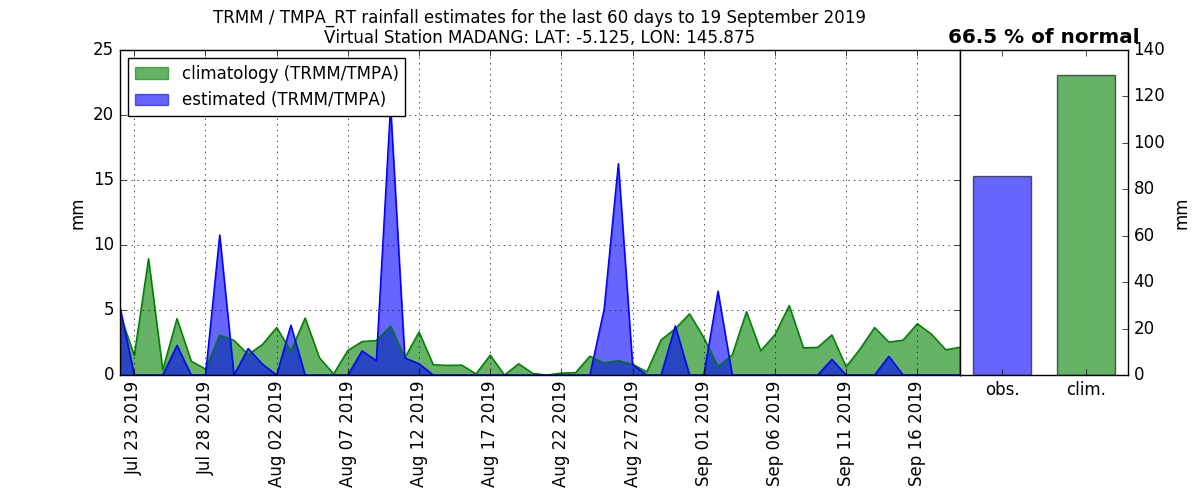 TRMM / TMPA_RT rainfall estimates for the last 60 days to 19 September 2019
Virtual Station MADANG: LAT: -5.125, LON: 145.875
66.5 % of normal
climatology (TRMM/TMPA)
estimated (TRMM/TMPA)
25
20
15
10
5
0
mm
Jul 23 2019
Jul 28 2019
Aug 02 2019
Aug 07 2019
Aug 12 2019
Aug 17 2019
Aug 22 2019
Aug 27 2019
Sep 01 2019
Sep 06 2019
Sep 11 2019
Sep 16 2019
obs.
clim.
140
120
100
80
60
40
20
0
mm